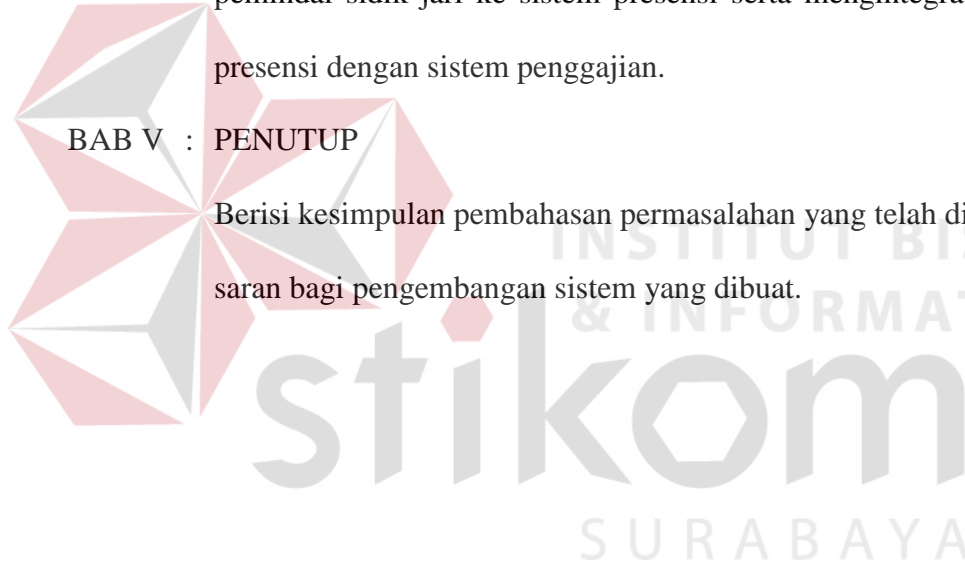 pemindai sidik jari ke sistem presensi serta mengintegra
presensi dengan sistem penggajian.
BAB V : PENUTUP
Berisi kesimpulan pembahasan permasalahan yang telah di
saran bagi pengembangan sistem yang dibuat.
INSTITUT BI
& INFORMAT
stikom
SURABAYA